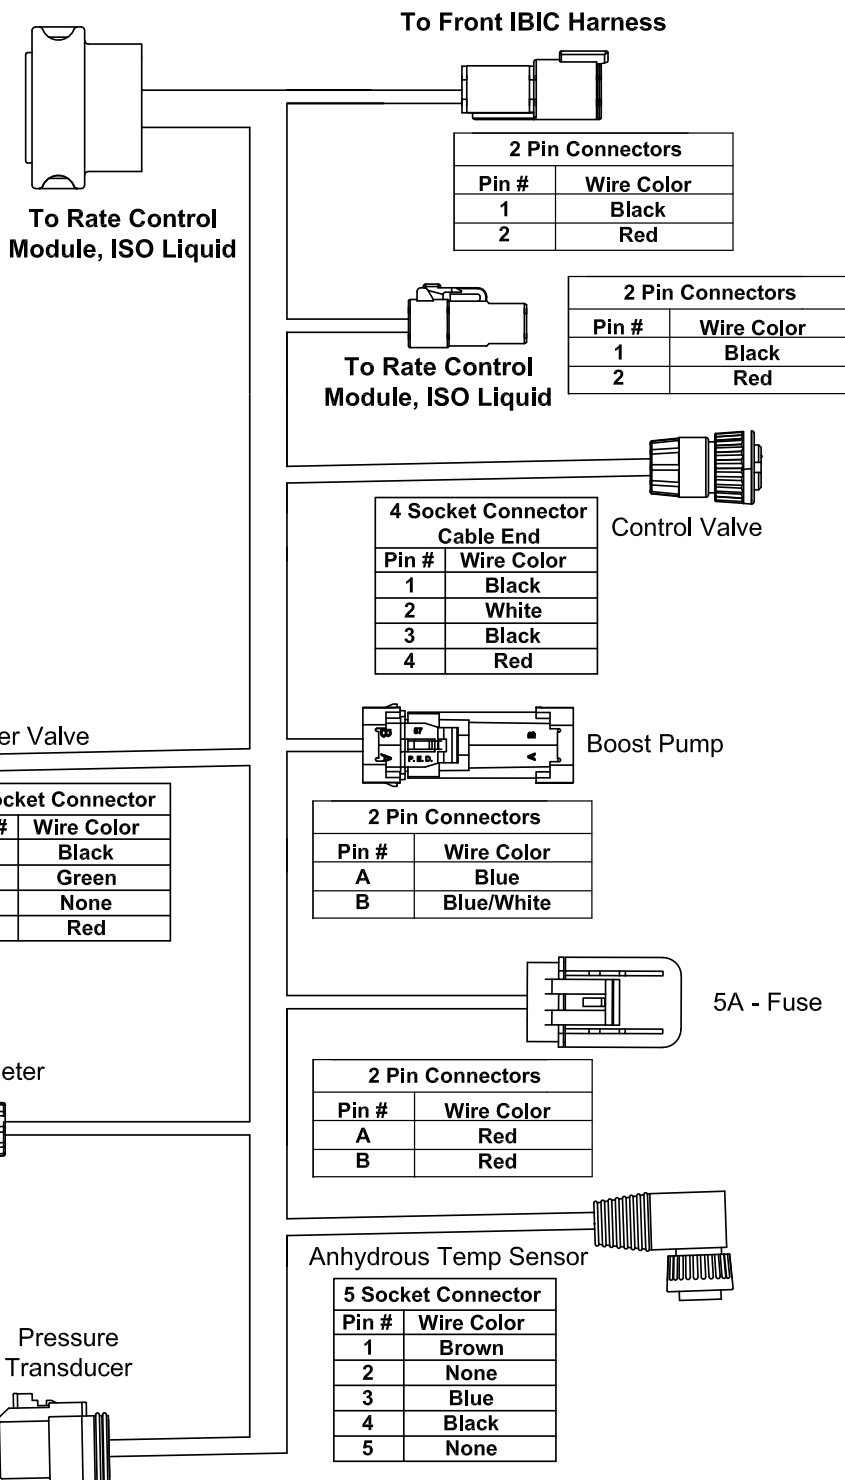 To Front IBIC Harness
2 Pin Connectors
Pin # Wire Color
1 Black
2 Red
To Rate Control
Module, ISO Liquid
2 Pin Connectors
Pin # Wire Color
1 Black
2 Red
To Rate Control
Module, ISO Liquid
4 Socket Connector
Cable End
Pin # Wire Color
1 Black
2 White
3 Black
4 Red
Control Valve
er Valve
ocket Connector
# Wire Color
Black
Green
None
Red
B A
87
P.E.D.
B
A
Boost Pump
2 Pin Connectors
Pin # Wire Color
A Blue
B Blue/White
5A - Fuse
eter
2 Pin Connectors
Pin # Wire Color
A Red
B Red
Anhydrous Temp Sensor
5 Socket Connector
Pin # Wire Color
1 Brown
2 None
3 Blue
4 Black
5 None
Pressure
Transducer